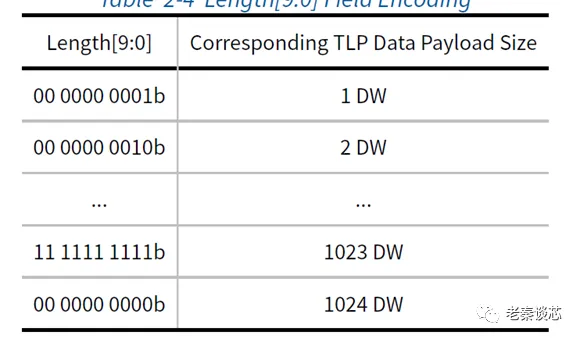 Table 2-4 Length[9:0] Field Encoding
Length[9:0] Corresponding TLP Data Payload Size
00 0000 0001b 1 DW
00 0000 0010b 2 DW
... ...
11 1111 1111b 1023 DW
00 0000 0000b 1024 DW
老秦谈芯